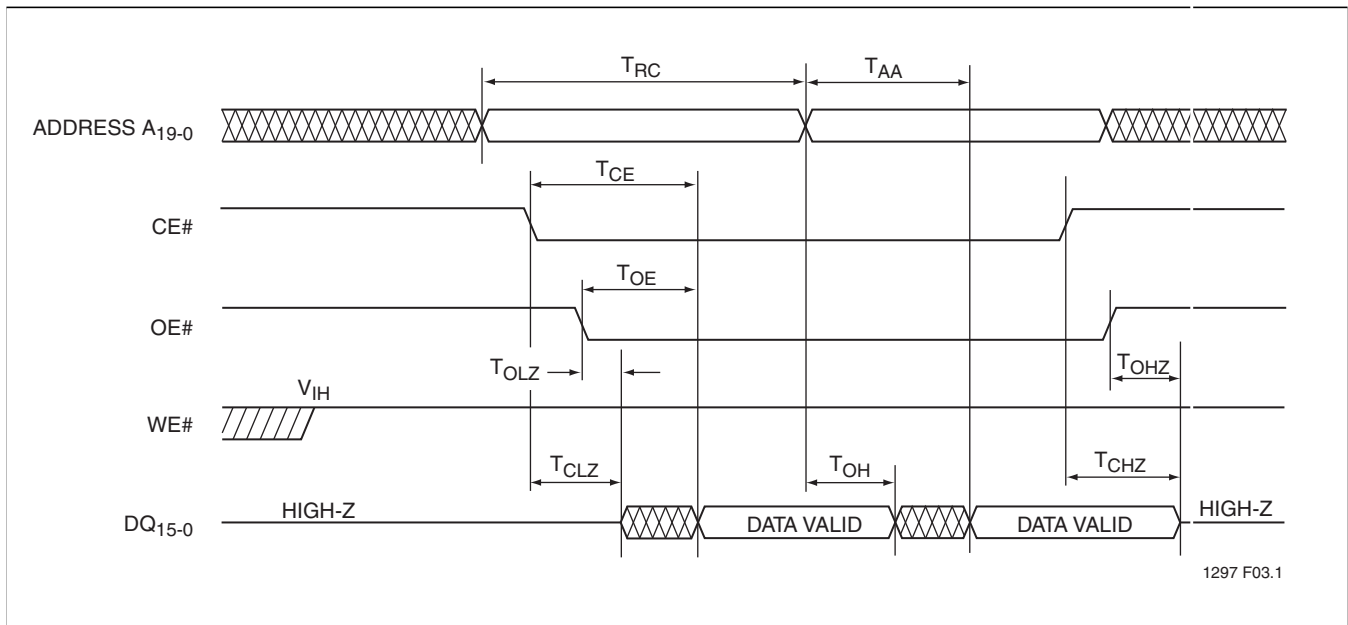 TRC
TAA
ADDRESS A19-0
TCE
CE#
TOE
OE#
TOLZ
TOHZ
VIH
WE#
TCLZ
TOH
TCHZ
HIGH-Z
DATA VALID
DATA VALID
HIGH-Z
DQ15-0
1297 F03.1